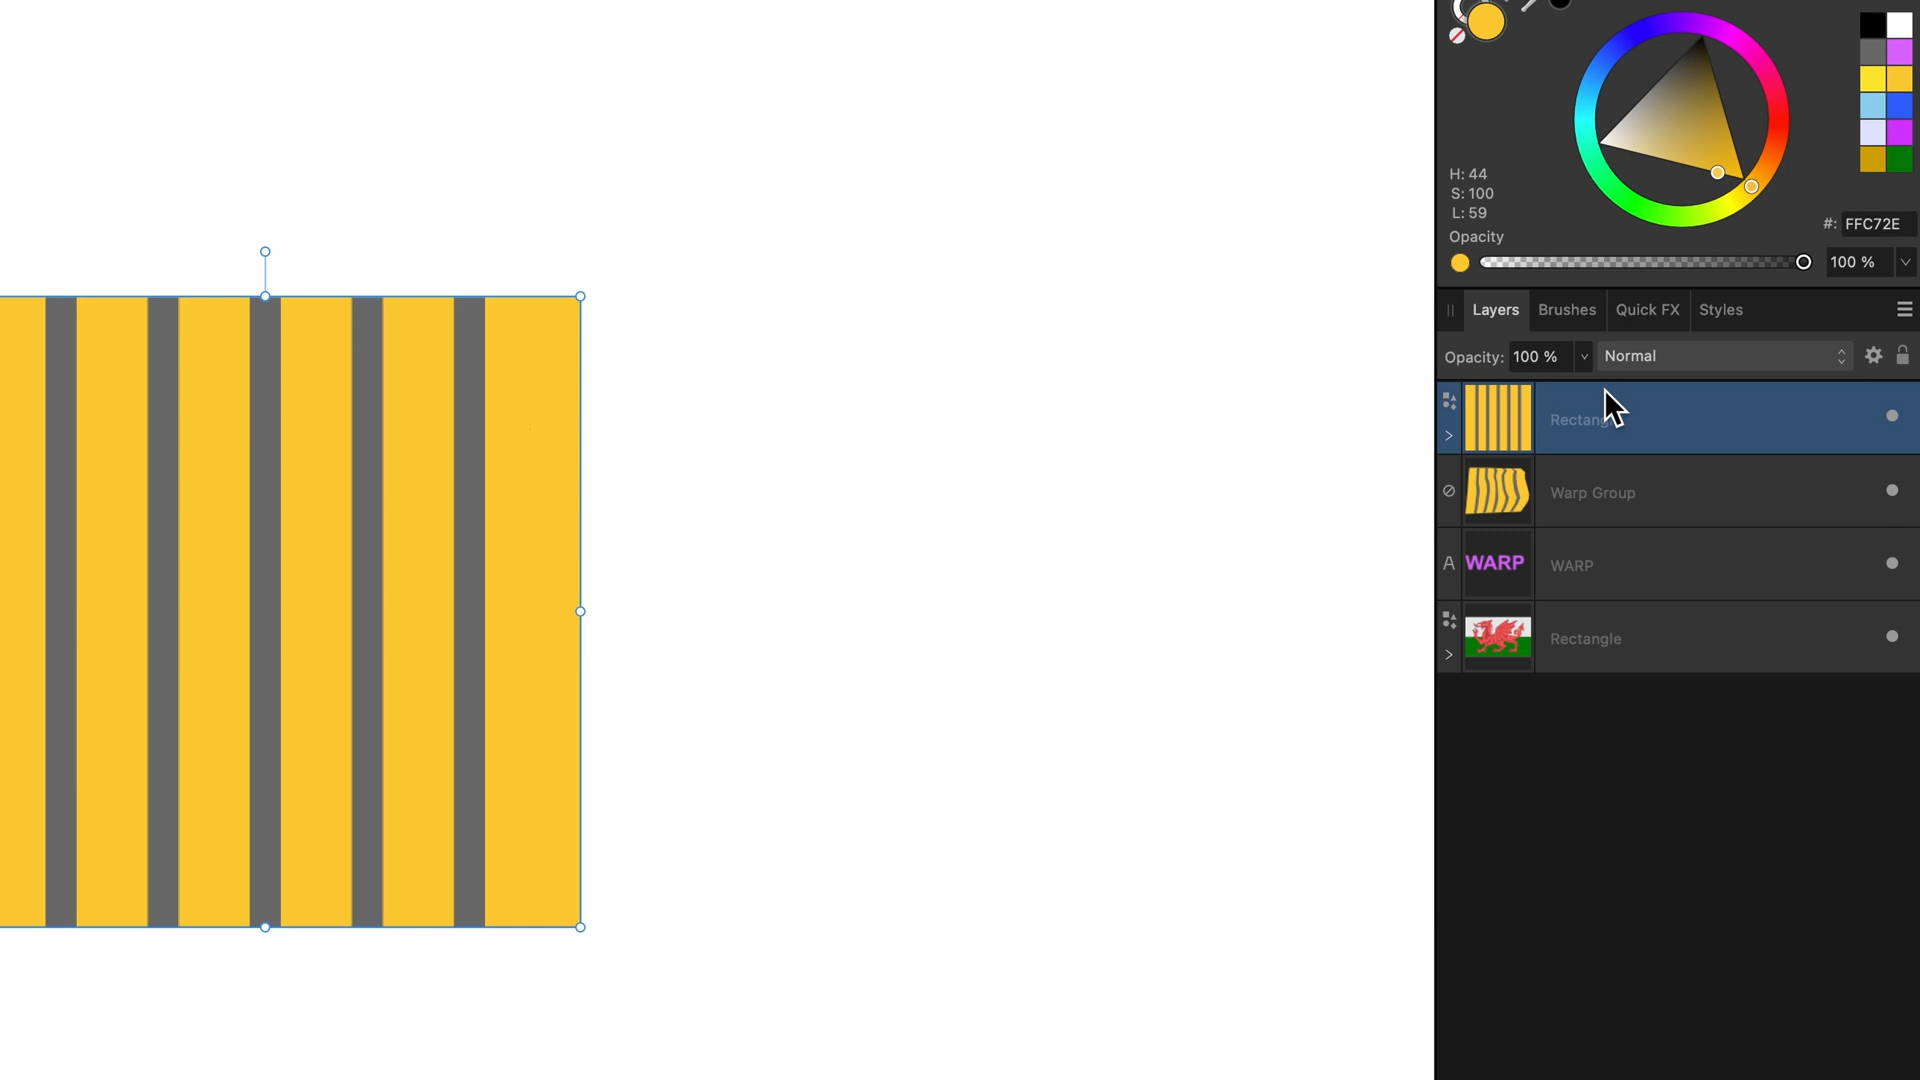 H: 44
S: 100
L: 59
#: FFC72E
Opacity
100 %
Layers Brushes Quick FX Styles
Opacity: 100 % Normal
Rectang
Warp Group
A WARP WARP
Rectangle